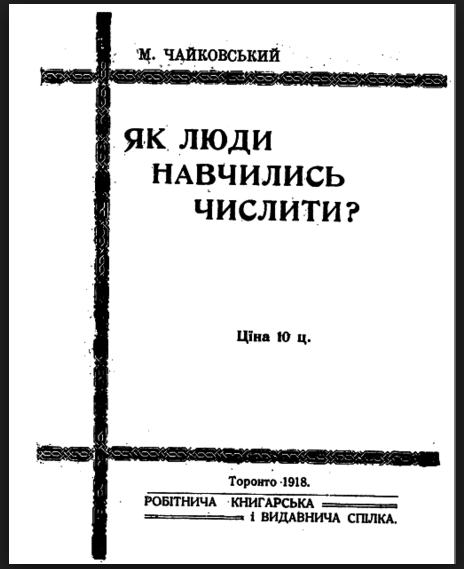 М. ЧАЙКОВСЬКИЙ
ЯК ЛЮДИ
НАВЧИЛИСЬ
ЧИСЛИТИ?
Ціна 10 ц.
Торонто 1918.
РОБІТНИЧА КНИГАРСЬКА
і ВИДАВНИЧА СПІЛКА.